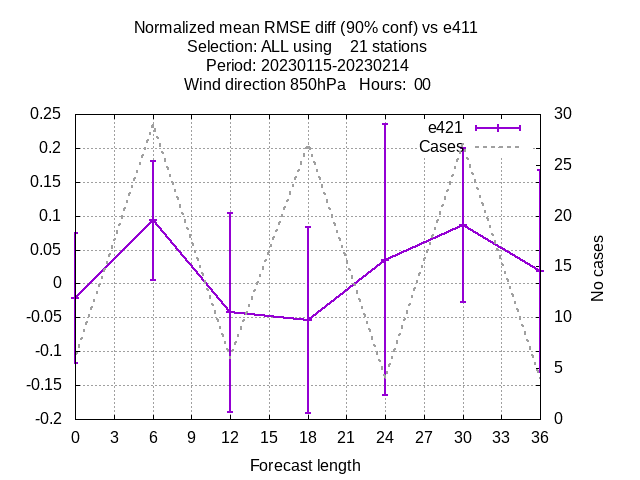 Normalized mean RMSE diff (90% conf) vs e411
Selection: ALL using    21 stations
Period: 20230115-20230214
Wind direction 850hPa   Hours:  00
e421
Cases
0.25
0.2
0.15
0.1
0.05
0
-0.05
-0.1
-0.15
-0.2
30
25
20
15
10
5
0
No cases
0 3 6 9 12 15 18 21 24 27 30 33 36
Forecast length